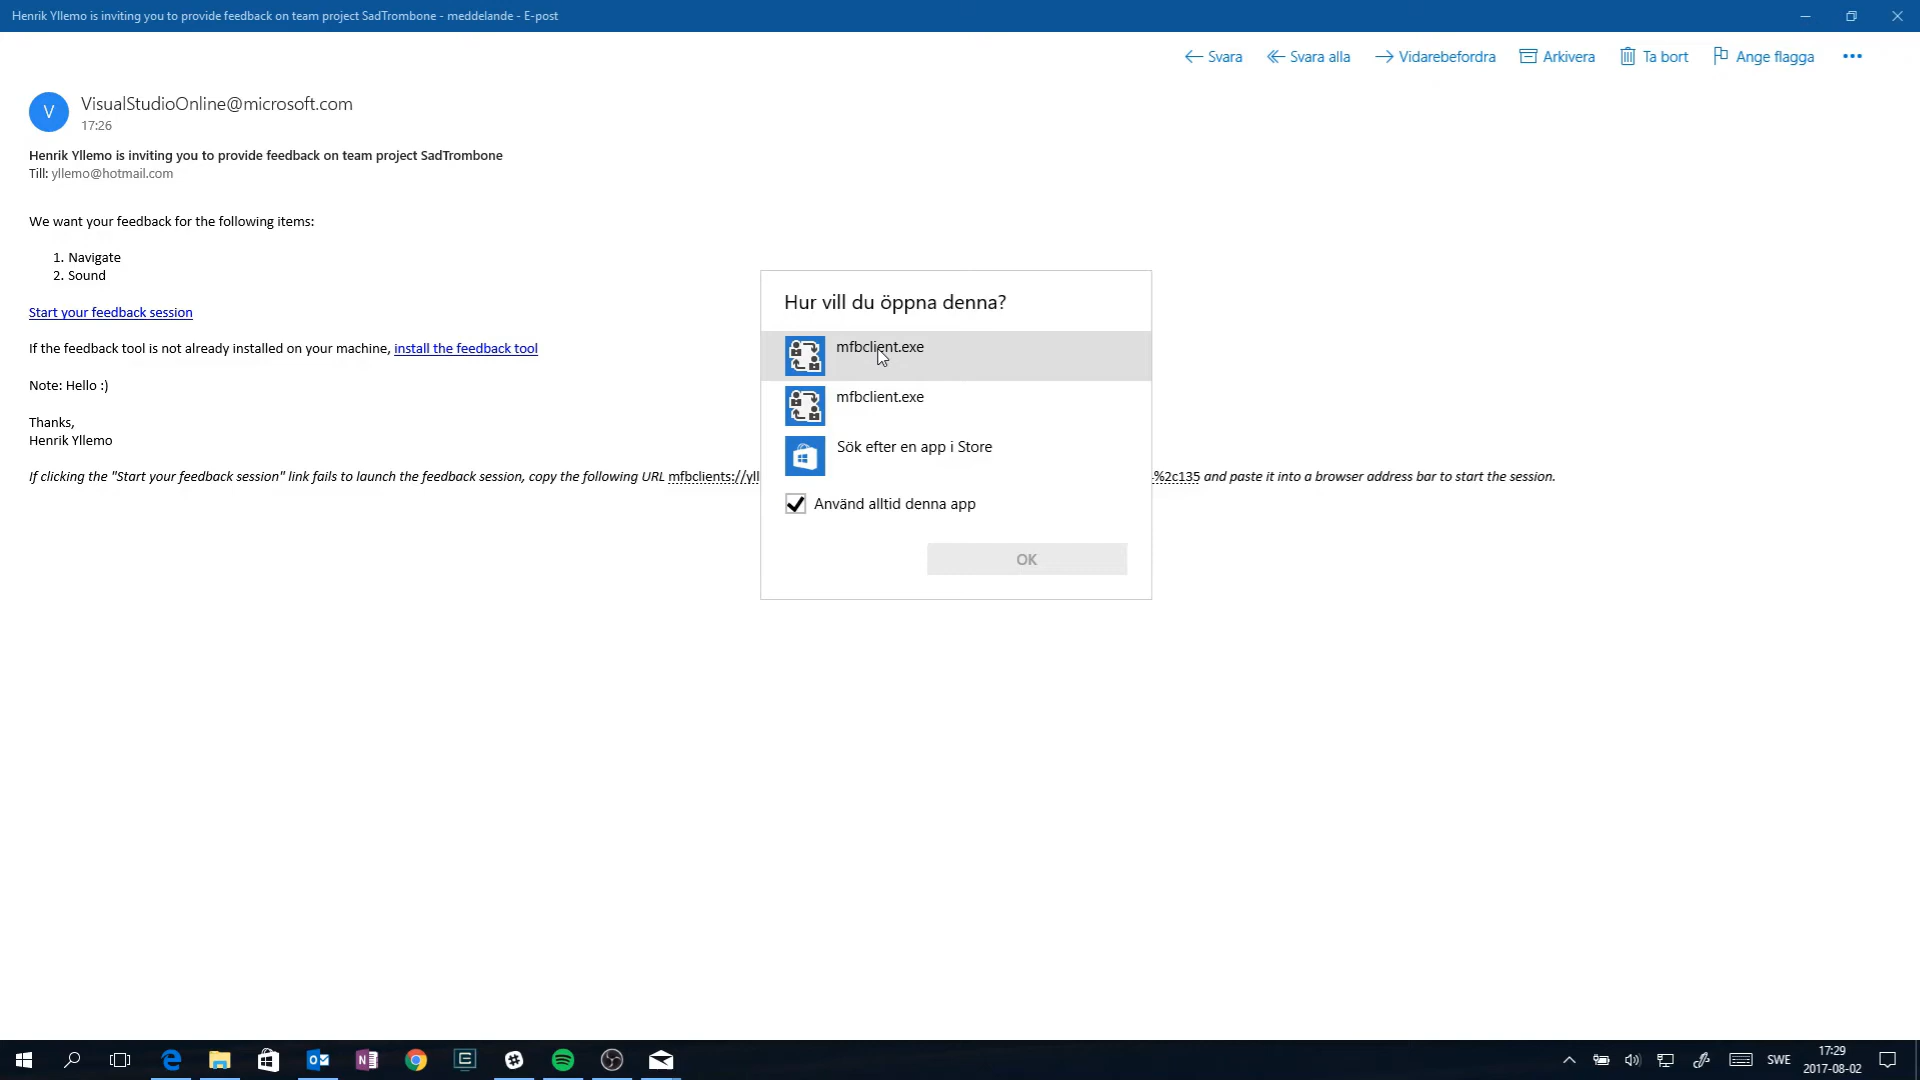 Henrik Yllemo is inviting you to provide feedback on team project SadTrombone - meddelande - E-post
Svara
Svara alla
Vidarebefordra
Arkivera
Ta bort
Ange flagga
V
VisualStudioOnline@microsoft.com
17:26
Henrik Yllemo is inviting you to provide feedback on team project SadTrombone
Till: yllemo@hotmail.com
We want your feedback for the following items:
1. Navigate
2. Sound
Start your feedback session
If the feedback tool is not already installed on your machine, install the feedback tool
Note: Hello :)
Thanks,
Henrik Yllemo
If clicking the "Start your feedback session" link fails to launch the feedback session, copy the following URL mfbclients://yll %2c135 and paste it into a browser address bar to start the session.
Hur vill du öppna denna?
mfbclient.exe
mfbclient.exe
Sök efter en app i Store
Använd alltid denna app
OK
SWE
17:29
2017-08-02